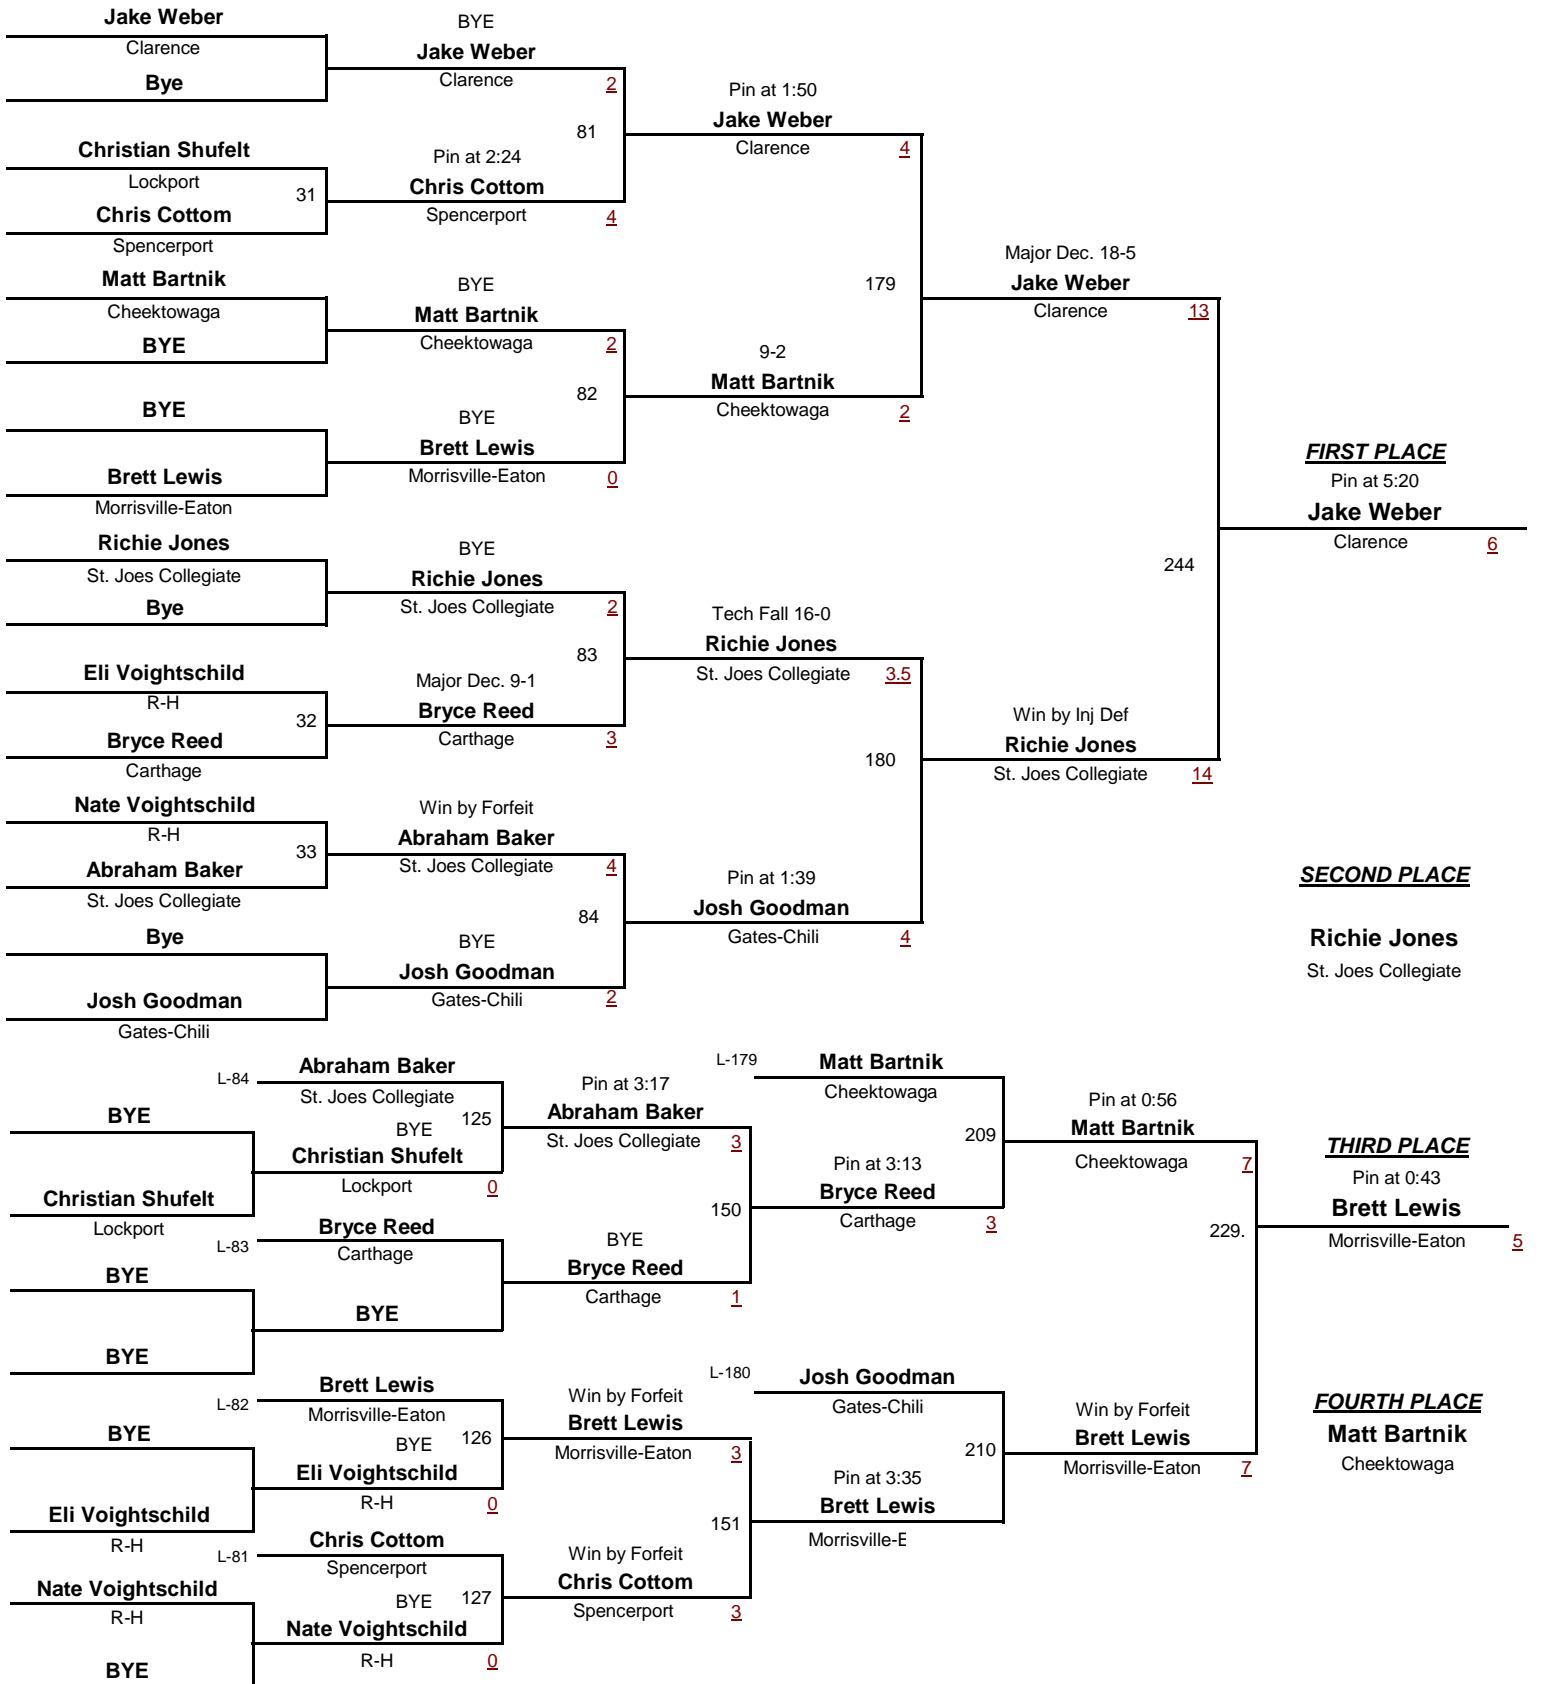 Jake Weber
Clarence
Bye
Christian Shufelt
Lockport
31
Chris Cottom
Spencerport
Matt Bartnik
Cheektowaga
BYE
BYE
Brett Lewis
Morrisville-Eaton
Richie Jones
St. Joes Collegiate
Bye
Eli Voightschild
R-H
32
Bryce Reed
Carthage
Nate Voightschild
R-H
33
Abraham Baker
St. Joes Collegiate
Bye
Josh Goodman
Gates-Chili
BYE
Jake Weber
Clarence
2
81
Pin at 2:24
Chris Cottom
Spencerport
4
BYE
Matt Bartnik
Cheektowaga
2
82
BYE
Brett Lewis
Morrisville-Eaton
0
BYE
Richie Jones
St. Joes Collegiate
2
83
Major Dec. 9-1
Bryce Reed
Carthage
3
Win by Forfeit
Abraham Baker
St. Joes Collegiate
4
84
BYE
Josh Goodman
Gates-Chili
2
Pin at 1:50
Jake Weber
Clarence
4
179
9-2
Matt Bartnik
Cheektowaga
2
Tech Fall 16-0
Richie Jones
St. Joes Collegiate
3.5
180
Pin at 1:39
Josh Goodman
Gates-Chili
4
Major Dec. 18-5
Jake Weber
Clarence
13
244
Win by Inj Def
Richie Jones
St. Joes Collegiate
14
FIRST PLACE
Pin at 5:20
Jake Weber
Clarence
6
SECOND PLACE
Richie Jones
St. Joes Collegiate
BYE
Christian Shufelt
Lockport
BYE
BYE
BYE
Eli Voightschild
R-H
Nate Voightschild
R-H
BYE
L-84
Abraham Baker
St. Joes Collegiate
125
BYE
Christian Shufelt
Lockport
0
L-83
Bryce Reed
Carthage
BYE
L-82
Brett Lewis
Morrisville-Eaton
126
BYE
Eli Voightschild
R-H
0
L-81
Chris Cottom
Spencerport
127
BYE
Nate Voightschild
R-H
0
Pin at 3:17
Abraham Baker
St. Joes Collegiate
3
150
BYE
Bryce Reed
Carthage
1
Win by Forfeit
Brett Lewis
Morrisville-Eaton
3
151
Win by Forfeit
Chris Cottom
Spencerport
3
L-179
Matt Bartnik
Cheektowaga
209
Pin at 3:13
Bryce Reed
Carthage
3
L-180
Josh Goodman
Gates-Chili
210
Pin at 3:35
Brett Lewis
Morrisville-E
Pin at 0:56
Matt Bartnik
Cheektowaga
7
229.
Win by Forfeit
Brett Lewis
Morrisville-Eaton
7
THIRD PLACE
Pin at 0:43
Brett Lewis
Morrisville-Eaton
5
FOURTH PLACE
Matt Bartnik
Cheektowaga